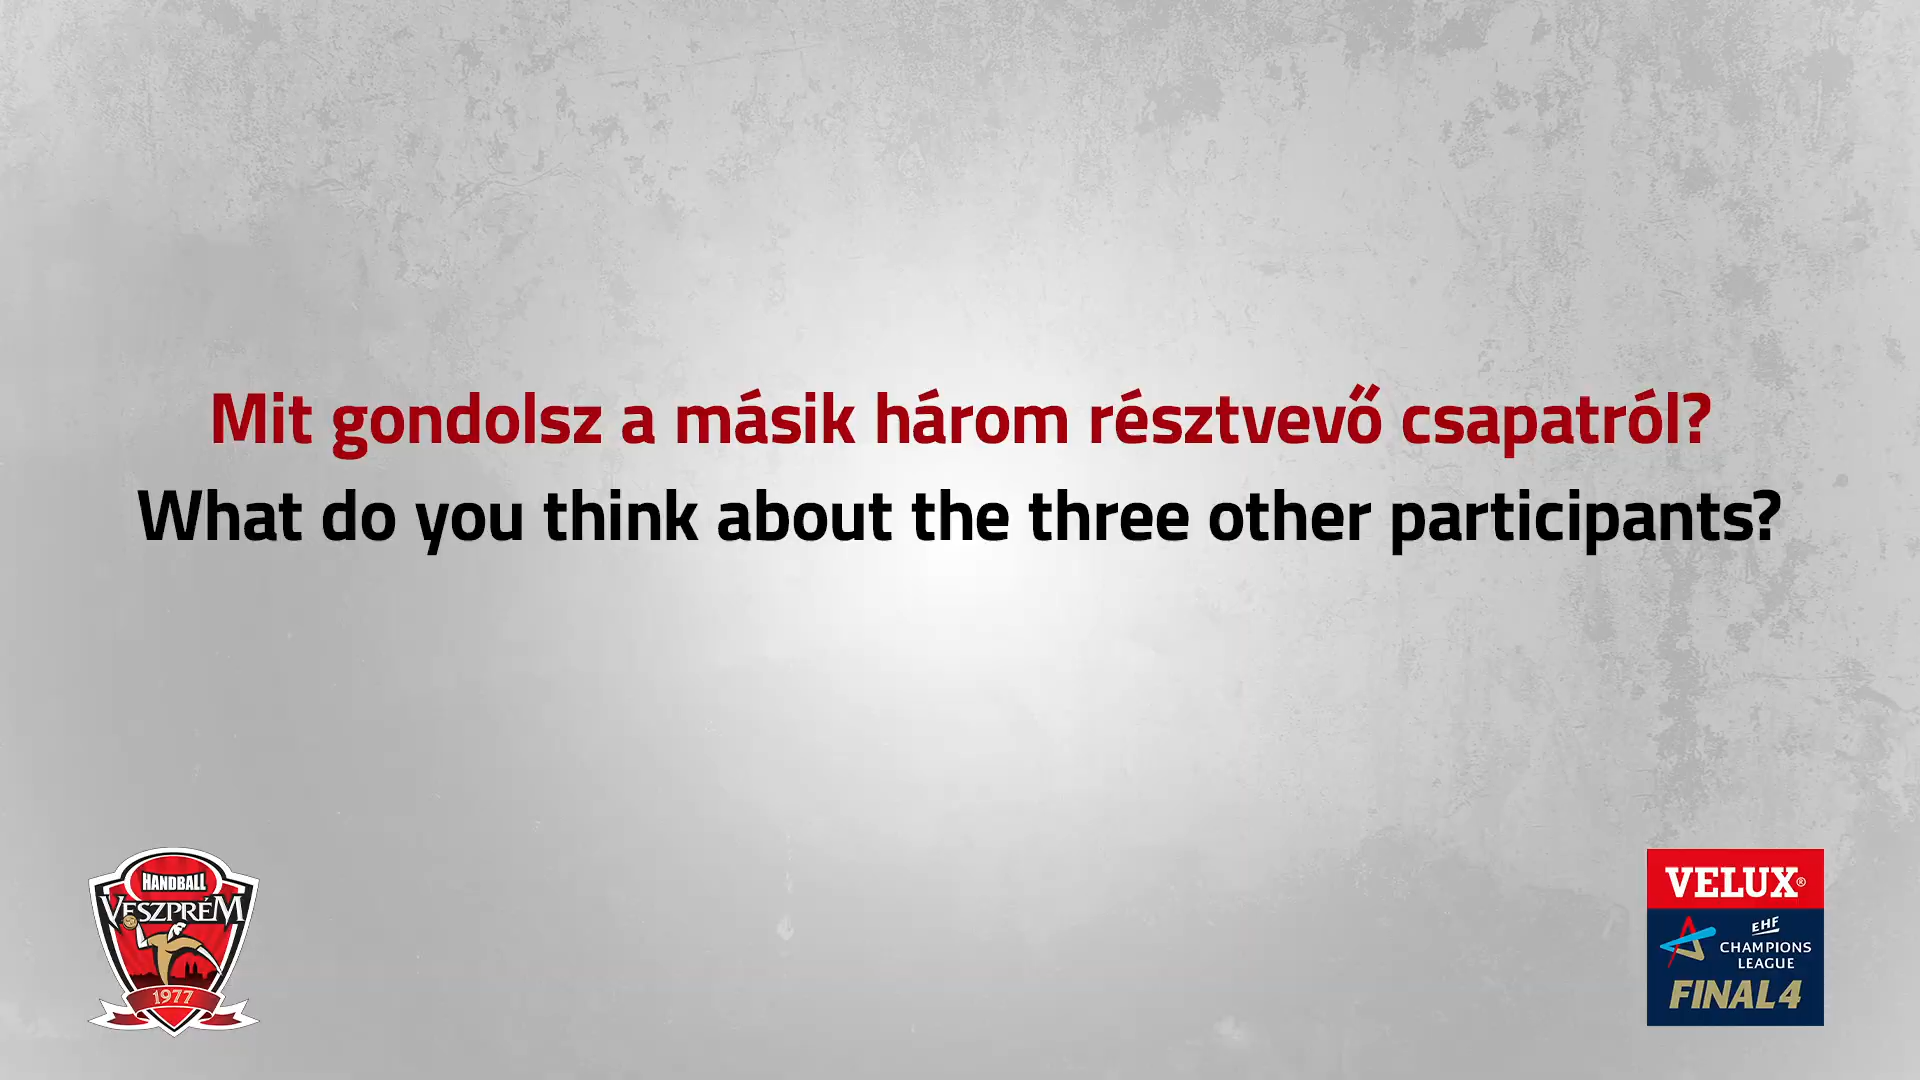 Mit gondolsz a másik három résztvevő csapatról?
What do you think about the three other participants?
HANDBALL
VESZPRÉM
1977
VELUX®
EHF
CHAMPIONS
LEAGUE
FINAL4